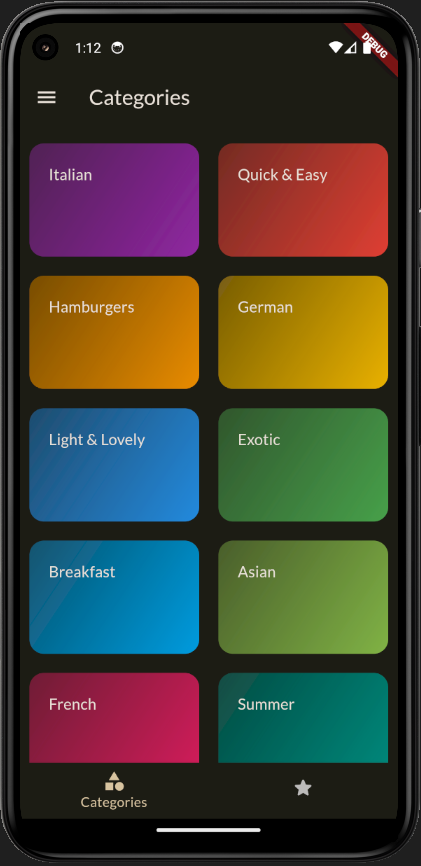 1:12
DEBUG
Categories
Italian
Quick & Easy
Hamburgers
German
Light & Lovely
Exotic
Breakfast
Asian
French
Summer
Categories